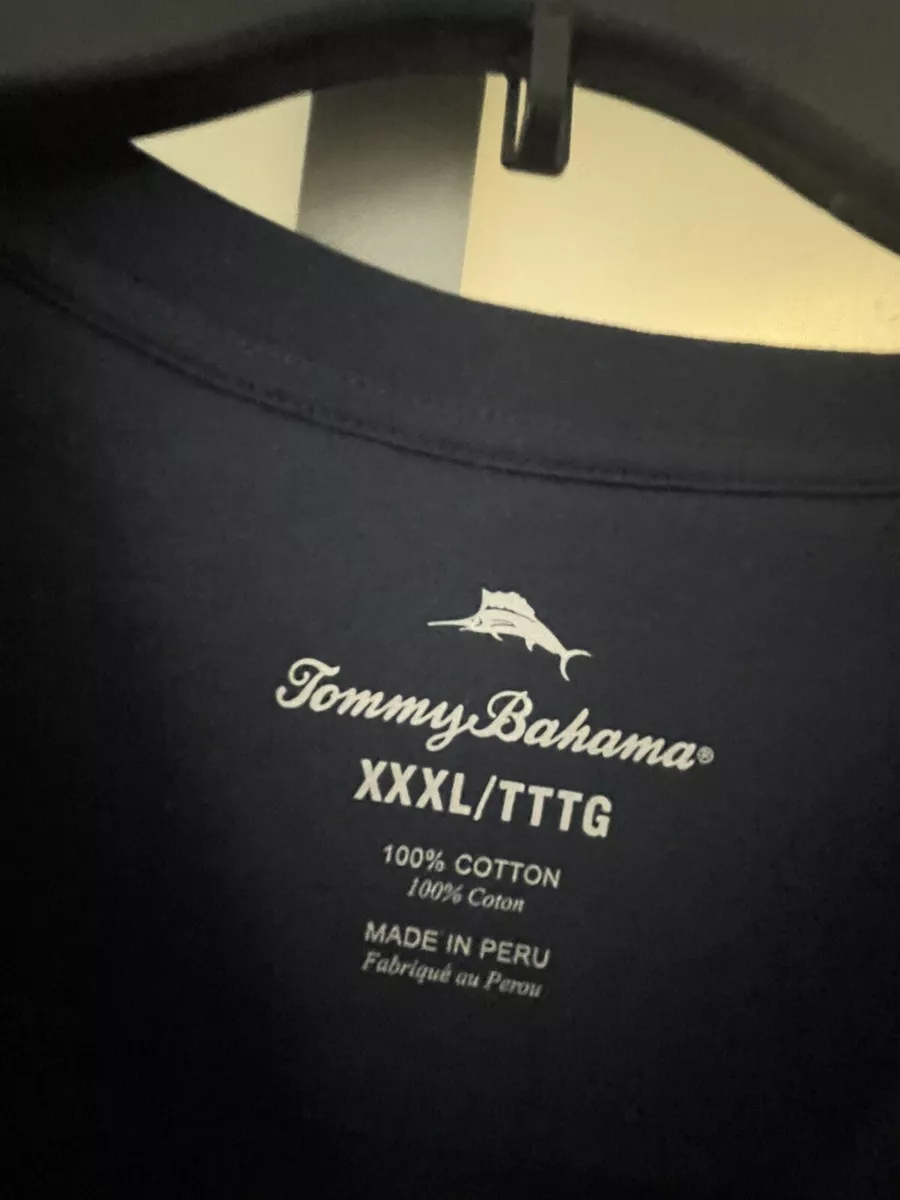 Tommy Bahama®
XXXL/TTTG
100% COTTON
100% Coton
MADE IN PERU
Fabriqué au Perou